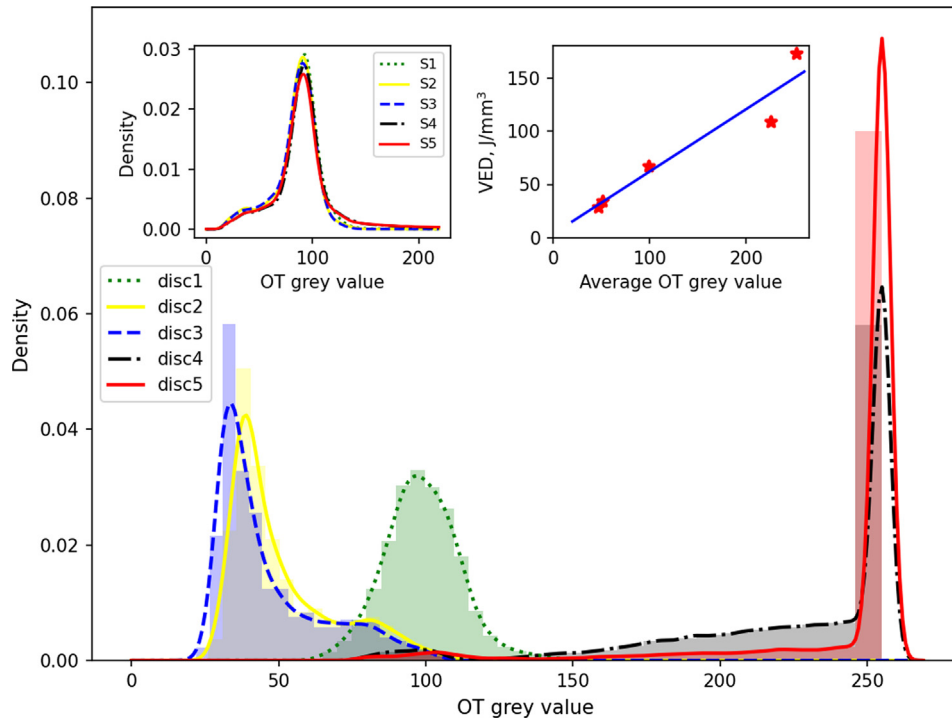 0.10
0.08
0.06
0.04
0.02
0.00
Density
0
50
100
150
200
250
OT grey value
disc1
disc2
disc3
disc4
disc5
0.03
0.02
0.01
0.00
Density
0
100
200
OT grey value
S1
S2
S3
S4
S5
150
100
50
0
VED, J/mm³
0
100
200
Average OT grey value